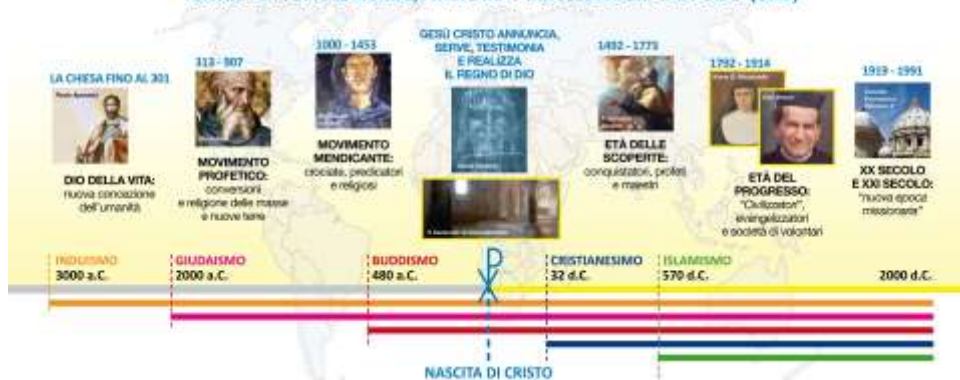 LA CHIESA FINO AL 301
DIO DELLA VITA:
nuova concezione
dell'umanità
313 - 907
MOVIMENTO
PROFETICO:
conversioni
e religione delle masse
e nuove terre
1000 - 1453
MOVIMENTO
MENDICANTE:
crociate, predicatori
e religiosi
GESÙ CRISTO ANNUNCIA,
SERVE, TESTIMONIA
E REALIZZA
IL REGNO DI DIO
1492 - 1773
ETÀ DELLE
SCOPERTE:
conquistatori, profeti
e maestri
1792 - 1914
ETÀ DEL
PROGRESSO:
"Civilizzatori",
evangelizzatori
e società di volontari
1919 - 1991
XX SECOLO
E XXI SECOLO:
"nuova epoca
missionaria"
INDUISMO
3000 a.C.
GIUDAISMO
2000 a.C.
BUDDISMO
480 a.C.
CRISTIANESIMO
32 d.C.
ISLAMISMO
570 d.C.
2000 d.C.
NASCITA DI CRISTO